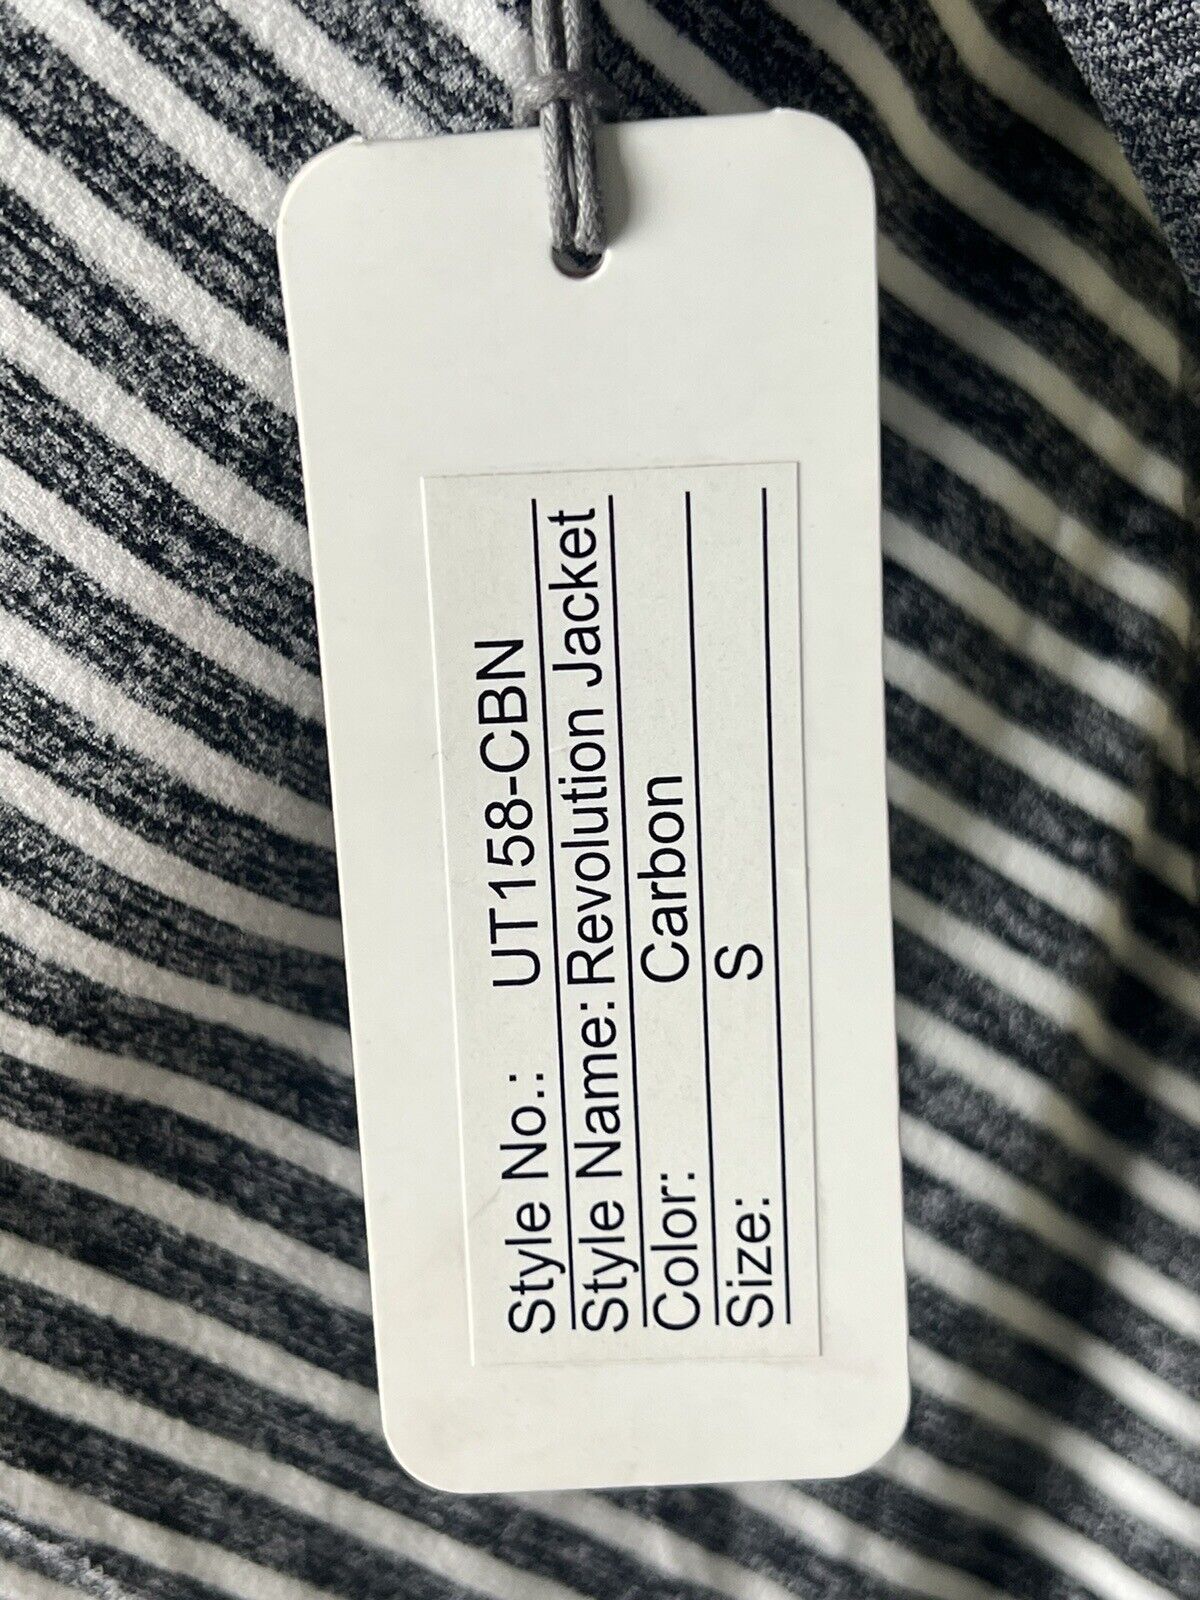 Style No.: UT158-CBN
Style Name: Revolution Jacket
Color: Carbon
Size: S